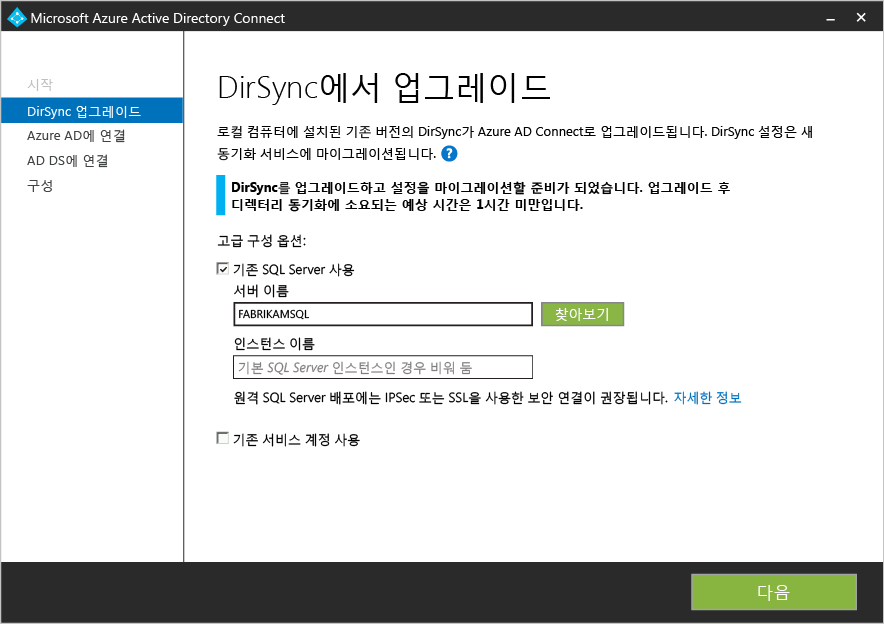 Microsoft Azure Active Directory Connect
시작
DirSync 업그레이드
Azure AD에 연결
AD DS에 연결
구성
DirSync에서 업그레이드
로컬 컴퓨터에 설치된 기존 버전의 DirSync가 Azure AD Connect로 업그레이드됩니다. DirSync 설정은 새
동기화 서비스에 마이그레이션됩니다. ?
DirSync를 업그레이드하고 설정을 마이그레이션할 준비가 되었습니다. 업그레이드 후
디렉터리 동기화에 소요되는 예상 시간은 1시간 미만입니다.
고급 구성 옵션:
기존 SQL Server 사용
서버 이름
FABRIKAMSQL 찾아보기
인스턴스 이름
기본 SQL Server 인스턴스인 경우 비워 둠
원격 SQL Server 배포에는 IPSec 또는 SSL을 사용한 보안 연결이 권장됩니다. 자세한 정보
기존 서비스 계정 사용
다음